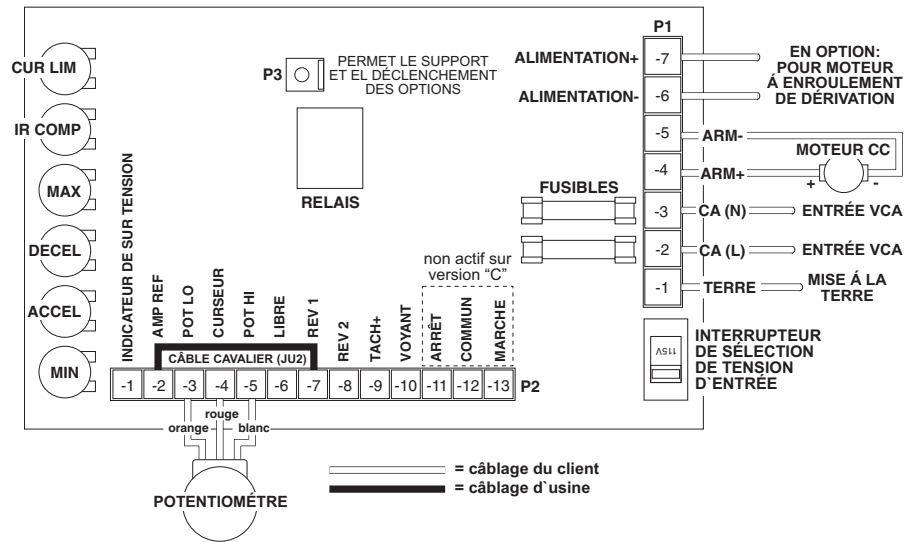 CUR LIM
IR COMP
MAX
DECEL
ACCEL
MIN
P3
PERMET LE SUPPORT
ET EL DÉCLENCHEMENT
DES OPTIONS
RELAIS
FUSIBLES
P1
ALIMENTATION+
ALIMENTATION-
-7
-6
-5
-4
-3
-2
-1
EN OPTION:
POUR MOTEUR
Á ENROULEMENT
DE DÉRIVATION
ARM-
MOTEUR CC
ARM+
+
-
CA (N)
ENTRÉE VCA
CA (L)
ENTRÉE VCA
TERRE
MISE Á LA
TERRE
115V
INTERRUPTEUR
DE SÉLECTION
DE TENSION
D`ENTRÉE
non actif sur
version “C”
INDICATEUR DE SUR TENSION
AMP REF
POT LO
CURSEUR
POT HI
LIBRE
REV 1
REV 2
TACH+
VOYANT
ARRÊT
COMMUN
MARCHE
CÂBLE CAVALIER (JU2)
-1 -2 -3 -4 -5 -6 -7 -8 -9 -10 -11 -12 -13 P2
rouge
orange
blanc
POTENTIOMÉTRE
= câblage du client
= câblage d`usine